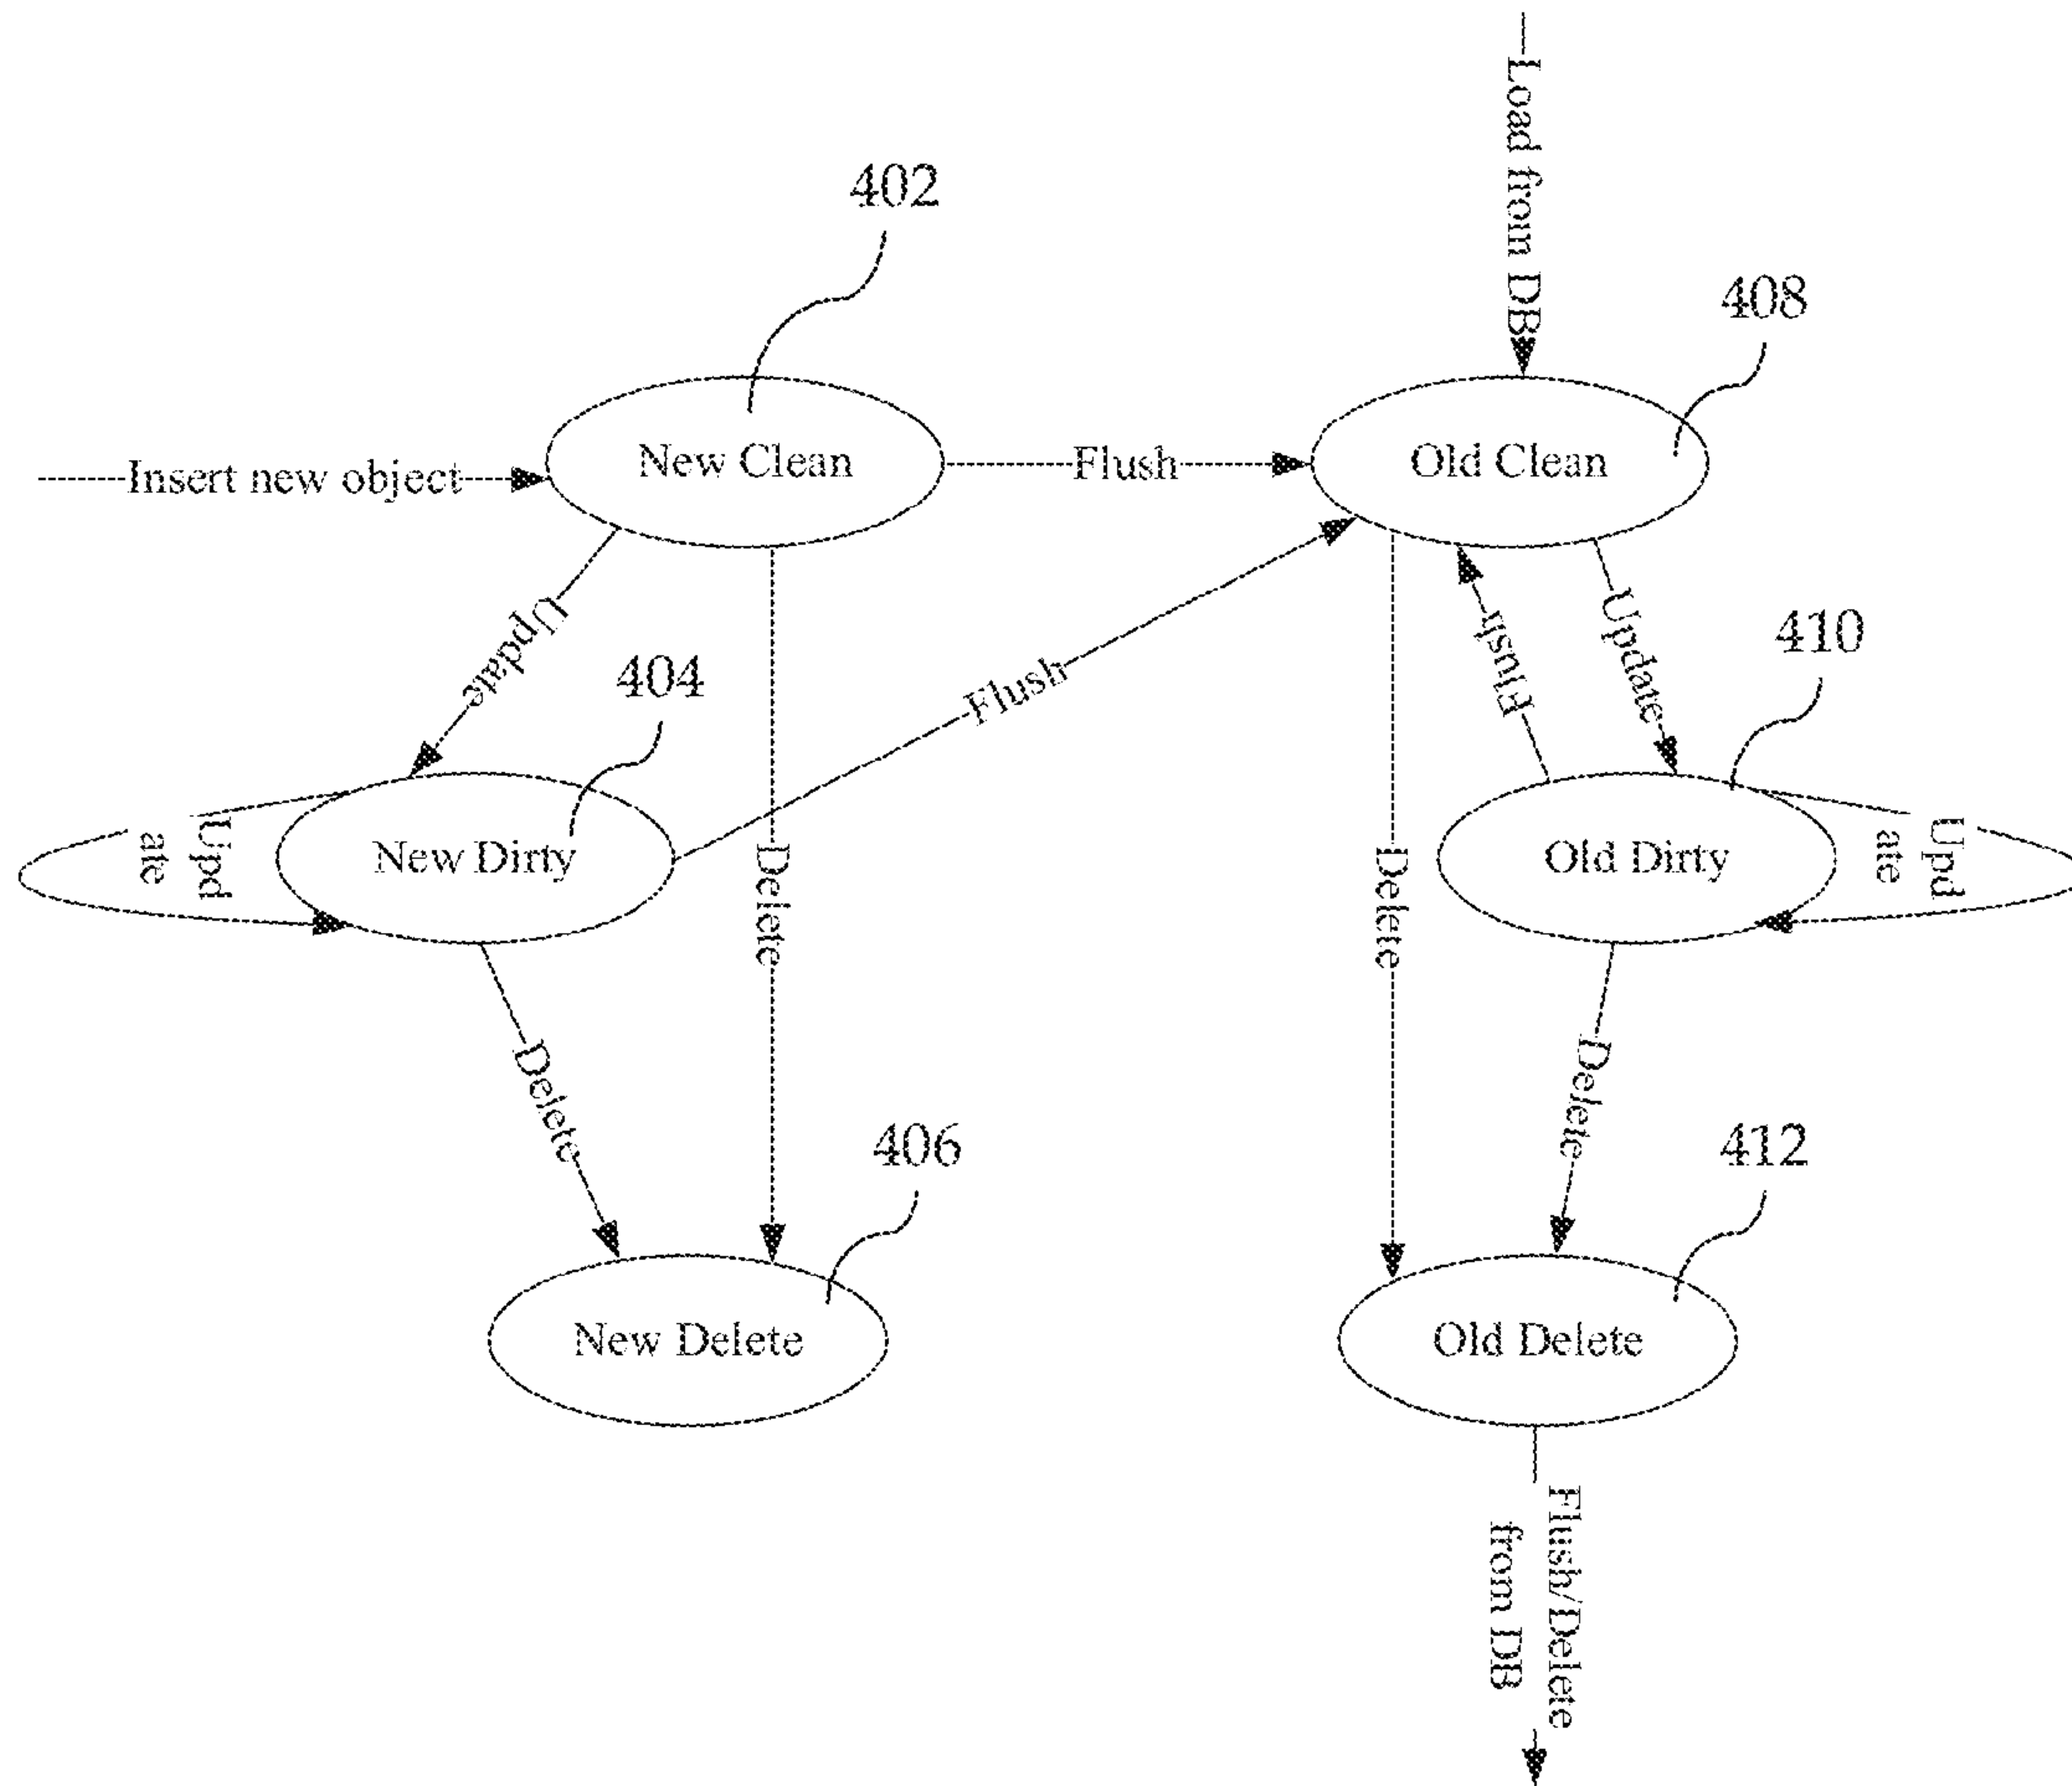 Load from DB
402
408
Insert new object
New Clean
Flush
Old Clean
Update
404
Flush
Flush
Update
410
Upd
ate
New Dirty
Delete
Delete
Old Dirty
Upd
ate
Delete
Delete
406
412
New Delete
Old Delete
Flush/Delete
from DB